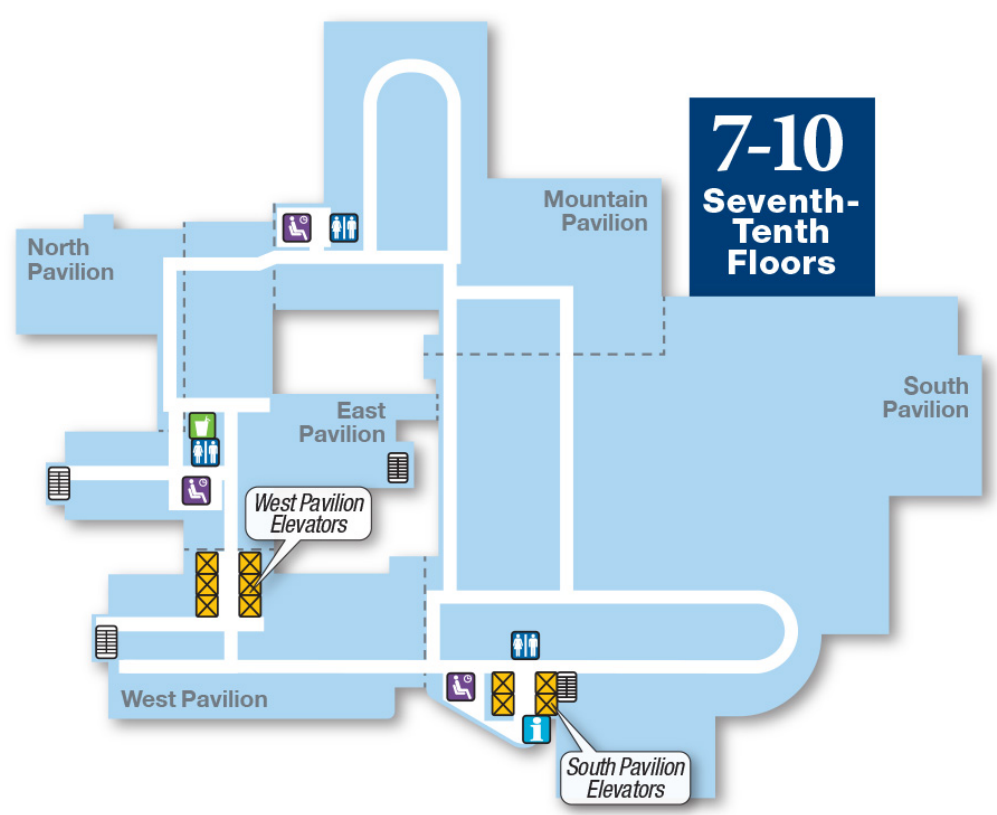 7-10
Seventh-
Tenth
Floors
Mountain
Pavilion
North
Pavilion
South
Pavilion
East
Pavilion
West Pavilion
Elevators
West Pavilion
South Pavilion
Elevators
i